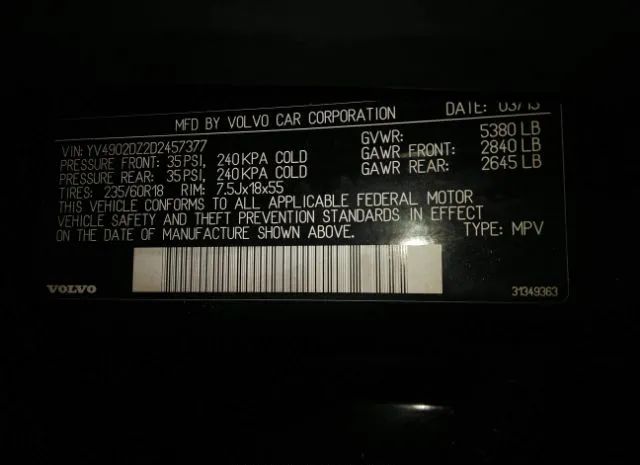 MFD BY VOLVO CAR CORPORATION DATE: 03/13
VIN: YV4902DZ2D2457377 GVWR: 5380 LB
PRESSURE FRONT: 35 PSI, 240 KPA COLD GAWR FRONT: 2840 LB
PRESSURE REAR: 35 PSI, 240 KPA COLD GAWR REAR: 2645 LB
TIRES: 235/60R18 RIM: 7.5Jx18x55
THIS VEHICLE CONFORMS TO ALL APPLICABLE FEDERAL MOTOR
VEHICLE SAFETY AND THEFT PREVENTION STANDARDS IN EFFECT
ON THE DATE OF MANUFACTURE SHOWN ABOVE. TYPE: MPV
VOLVO 31349363